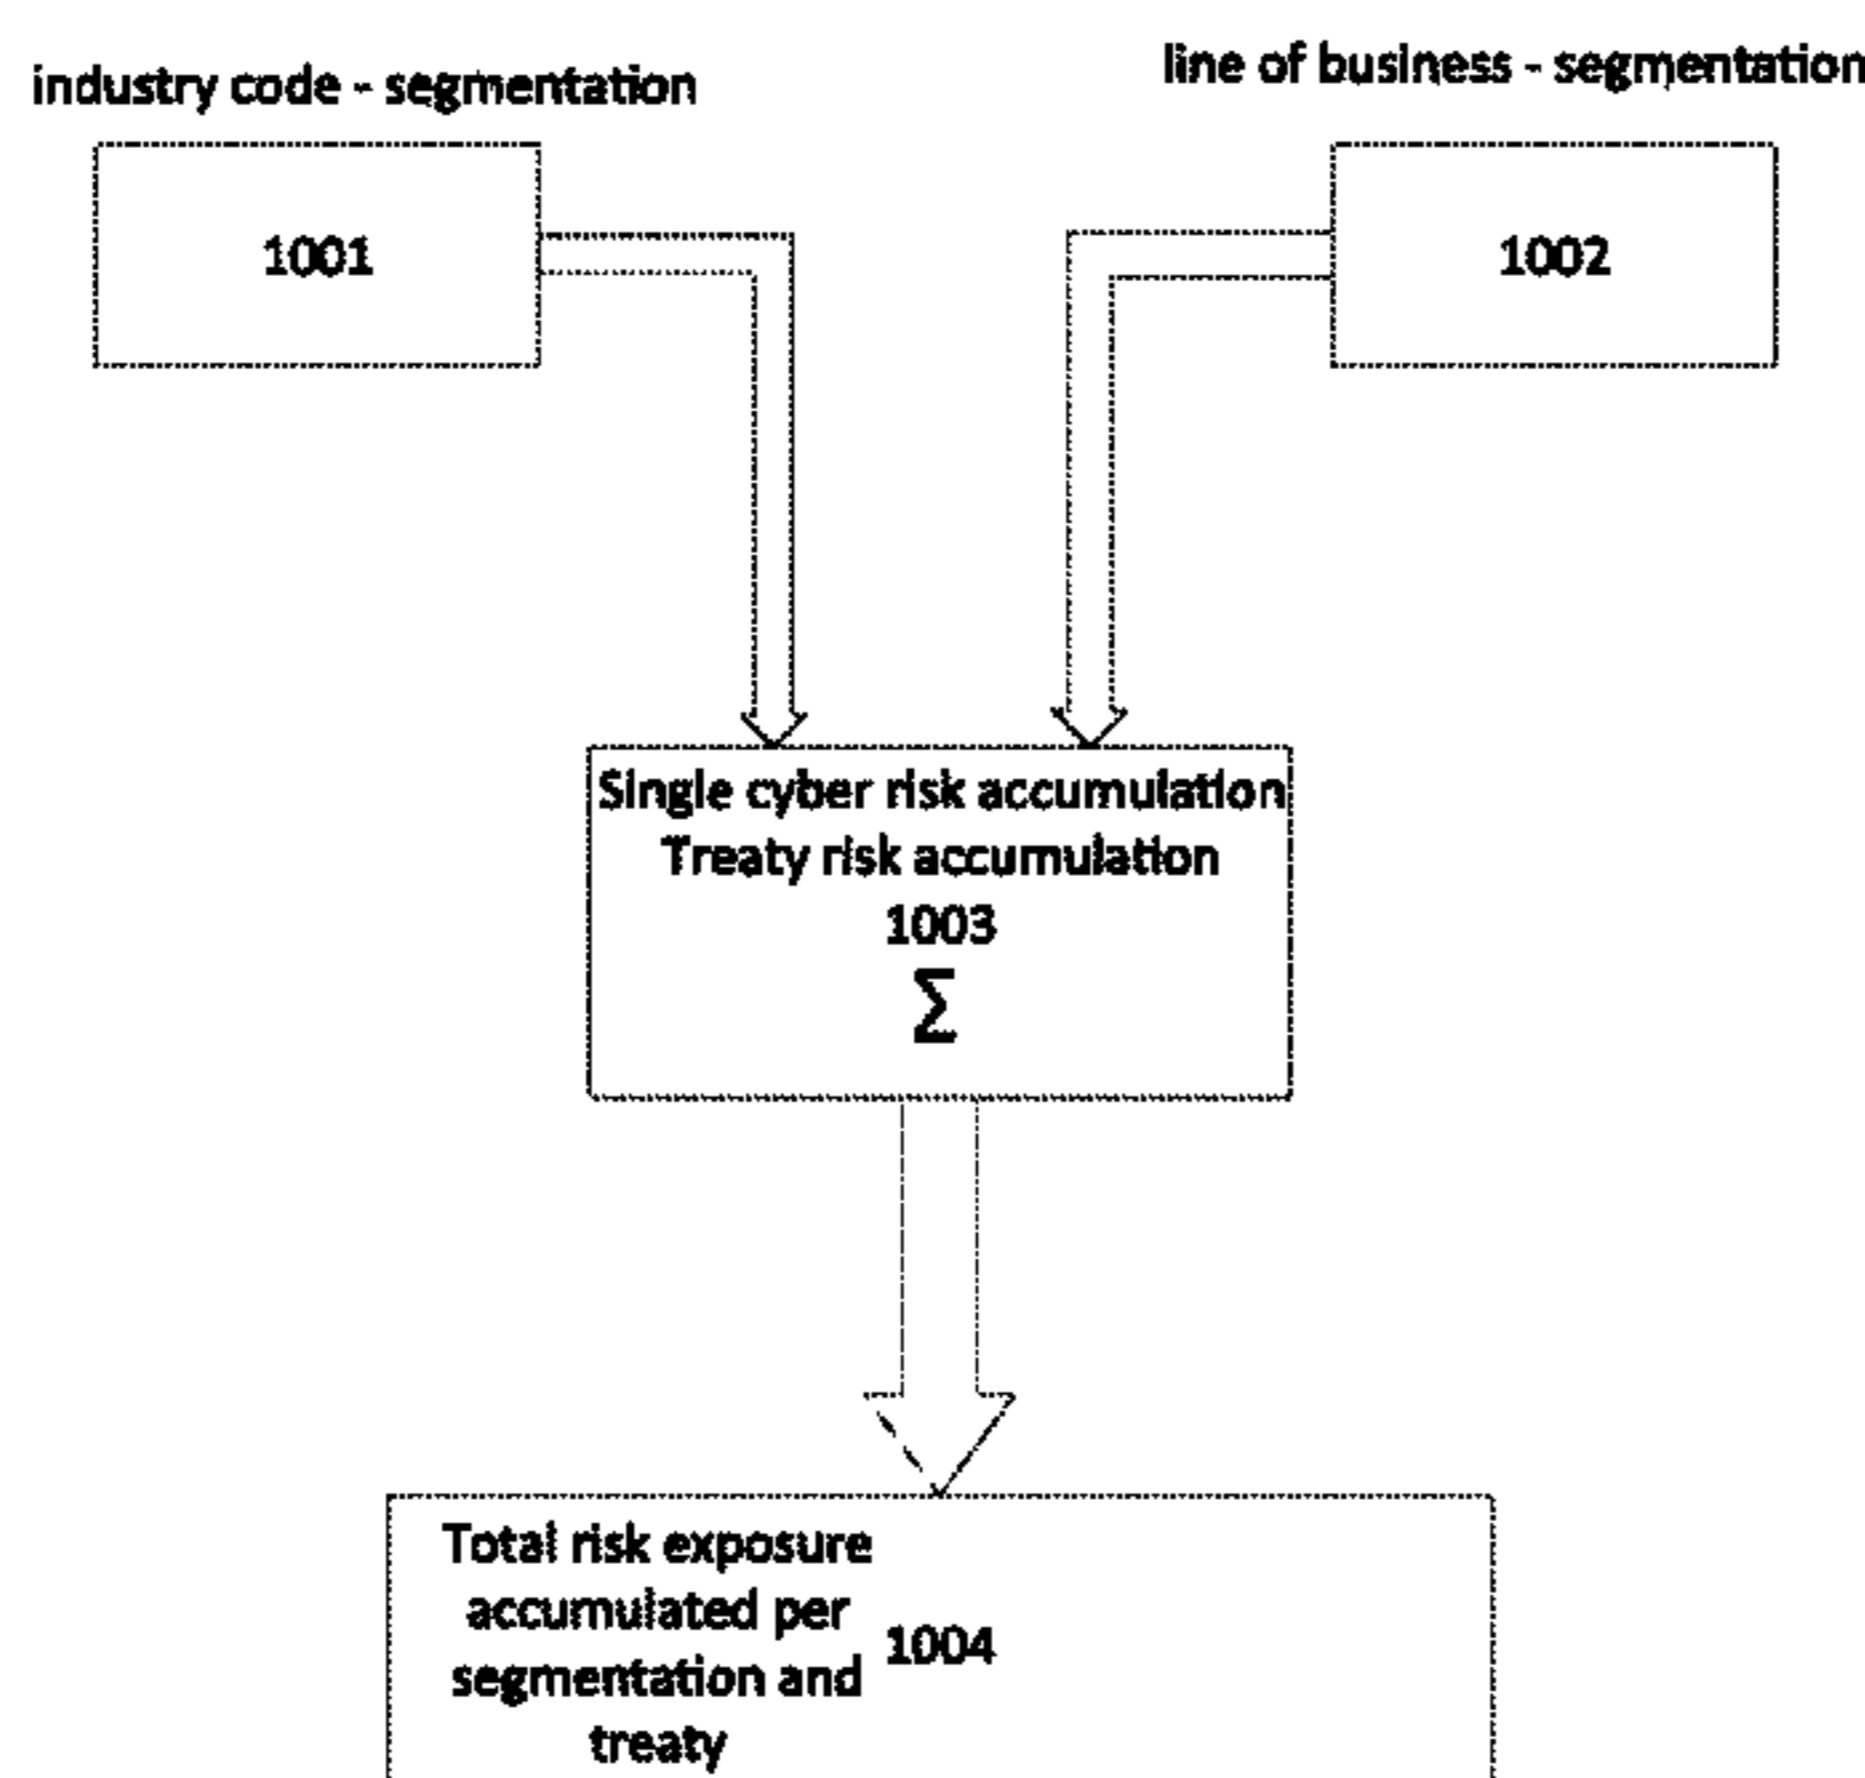 industry code - segmentation
line of business - segmentation
1001
1002
Single cyber risk accumulation
Treaty risk accumulation
1003
Σ
Total risk exposure
accumulated per
segmentation and
treaty
1004